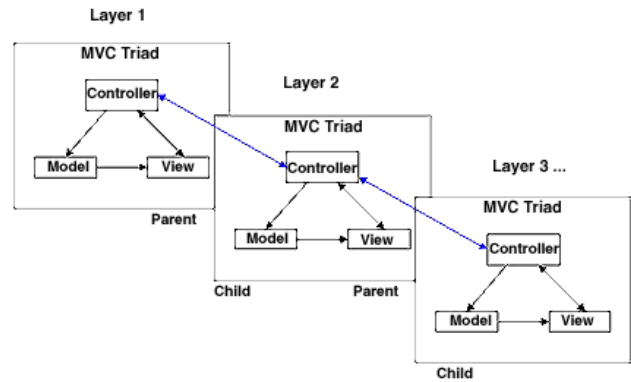 Layer 1
MVC Triad
Controller
Model
View
Parent
Layer 2
MVC Triad
Controller
Model
View
Child
Parent
Layer 3 ...
MVC Triad
Controller
Model
View
Child